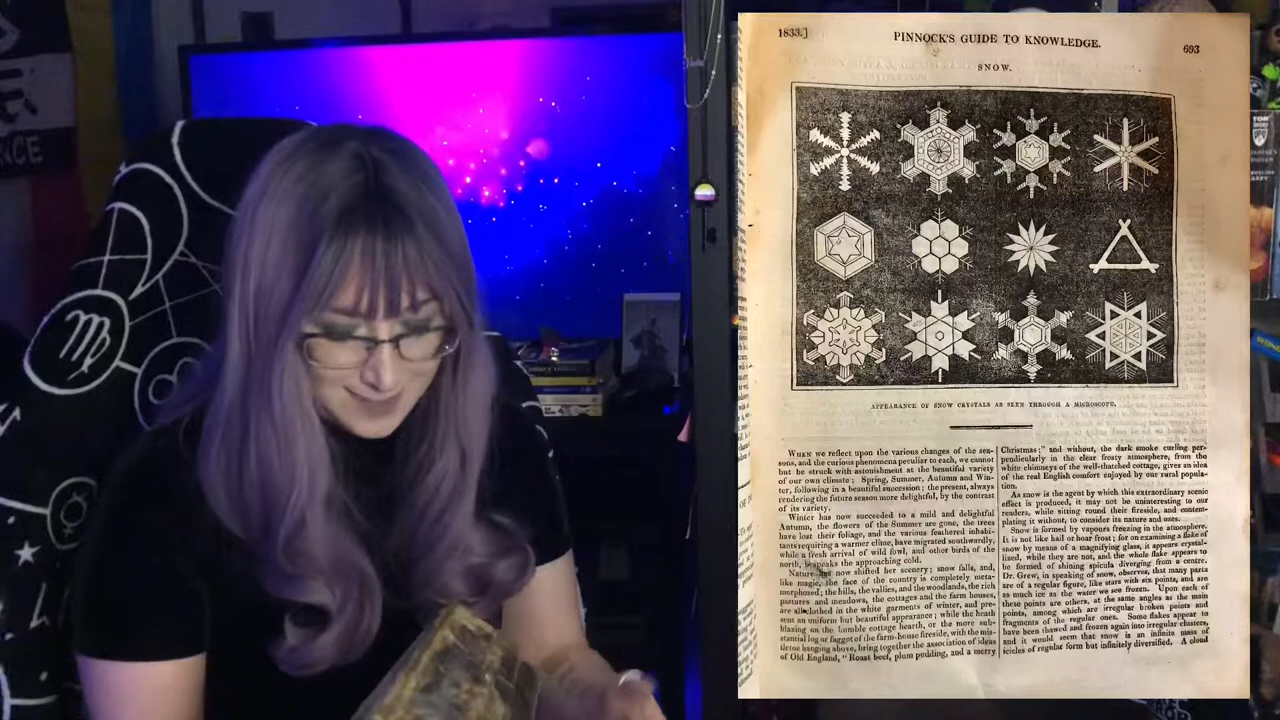 NCE
1833.]
PINNOCK'S GUIDE TO KNOWLEDGE.
693
SNOW.
APPEARANCE OF SNOW CRYSTALS AS SEEN THROUGH A MICROSCOPE.
WHEN we reflect upon the various changes of the sea-
sons, and the curious phenomena peculiar to each, we cannot
but be struck with astonishment at the beautiful variety
of our own climate; Spring, Summer, Autumn and Win-
ter, following in a beautiful succession; the present, always
rendering the future season more delightful, by the contrast
of its variety.
Winter has now succeeded to a mild and delightful
Autumn, the flowers of the Summer are gone, the trees
have lost their foliage, and the various feathered inhabi-
tants requiring a warmer clime, have migrated southwardly,
while a fresh arrival of wild fowl, and other birds of the
north, bespeaks the approaching cold.
Nature has now shifted her scenery; snow falls, and,
like magic, the face of the country is completely meta-
morphosed; the hills, the vallies, and the woodlands, the rich
pastures and meadows, the cottages and the farm houses,
are all clothed in the white garments of winter, and pre-
sent an uniform but beautiful appearance; while the heath
blazing on the humble cottage hearth, or the more sub-
stantial log or faggot of the farm-house fireside, with the mis-
tletoe hanging above, bring together the association of ideas
of Old England, "Roast beef, plum pudding, and a merry
Christmas;" and without, the dark smoke curling per-
pendicularly in the clear frosty atmosphere, from the
white chimneys of the well-thatched cottage, gives an idea
of the real English comfort enjoyed by our rural popula-
tion.
As snow is the agent by which this extraordinary scenic
effect is produced, it may not be uninteresting to our
readers, while sitting round their fireside, and contem-
plating it without, to consider its nature and uses.
Snow is formed by vapours freezing in the atmosphere.
It is not like hail or hoar frost; for on examining a flake of
snow by means of a magnifying glass, it appears crystal-
lized, while they are not, and the whole flake appears to
be formed of shining spicula diverging from a centre.
Dr. Grew, in speaking of snow, observes, that many parts
are of a regular figure, like stars with six points, and are
as much ice as the water we see frozen. Upon each of
these points are others, at the same angles as the main
points, among which are irregular broken points and
fragments of the regular ones. Some flakes appear to
have been thawed and frozen again into irregular clusters,
and it would seem that snow is an infinite mass of
icicles of regular form but infinitely diversified. A cloud
TOR